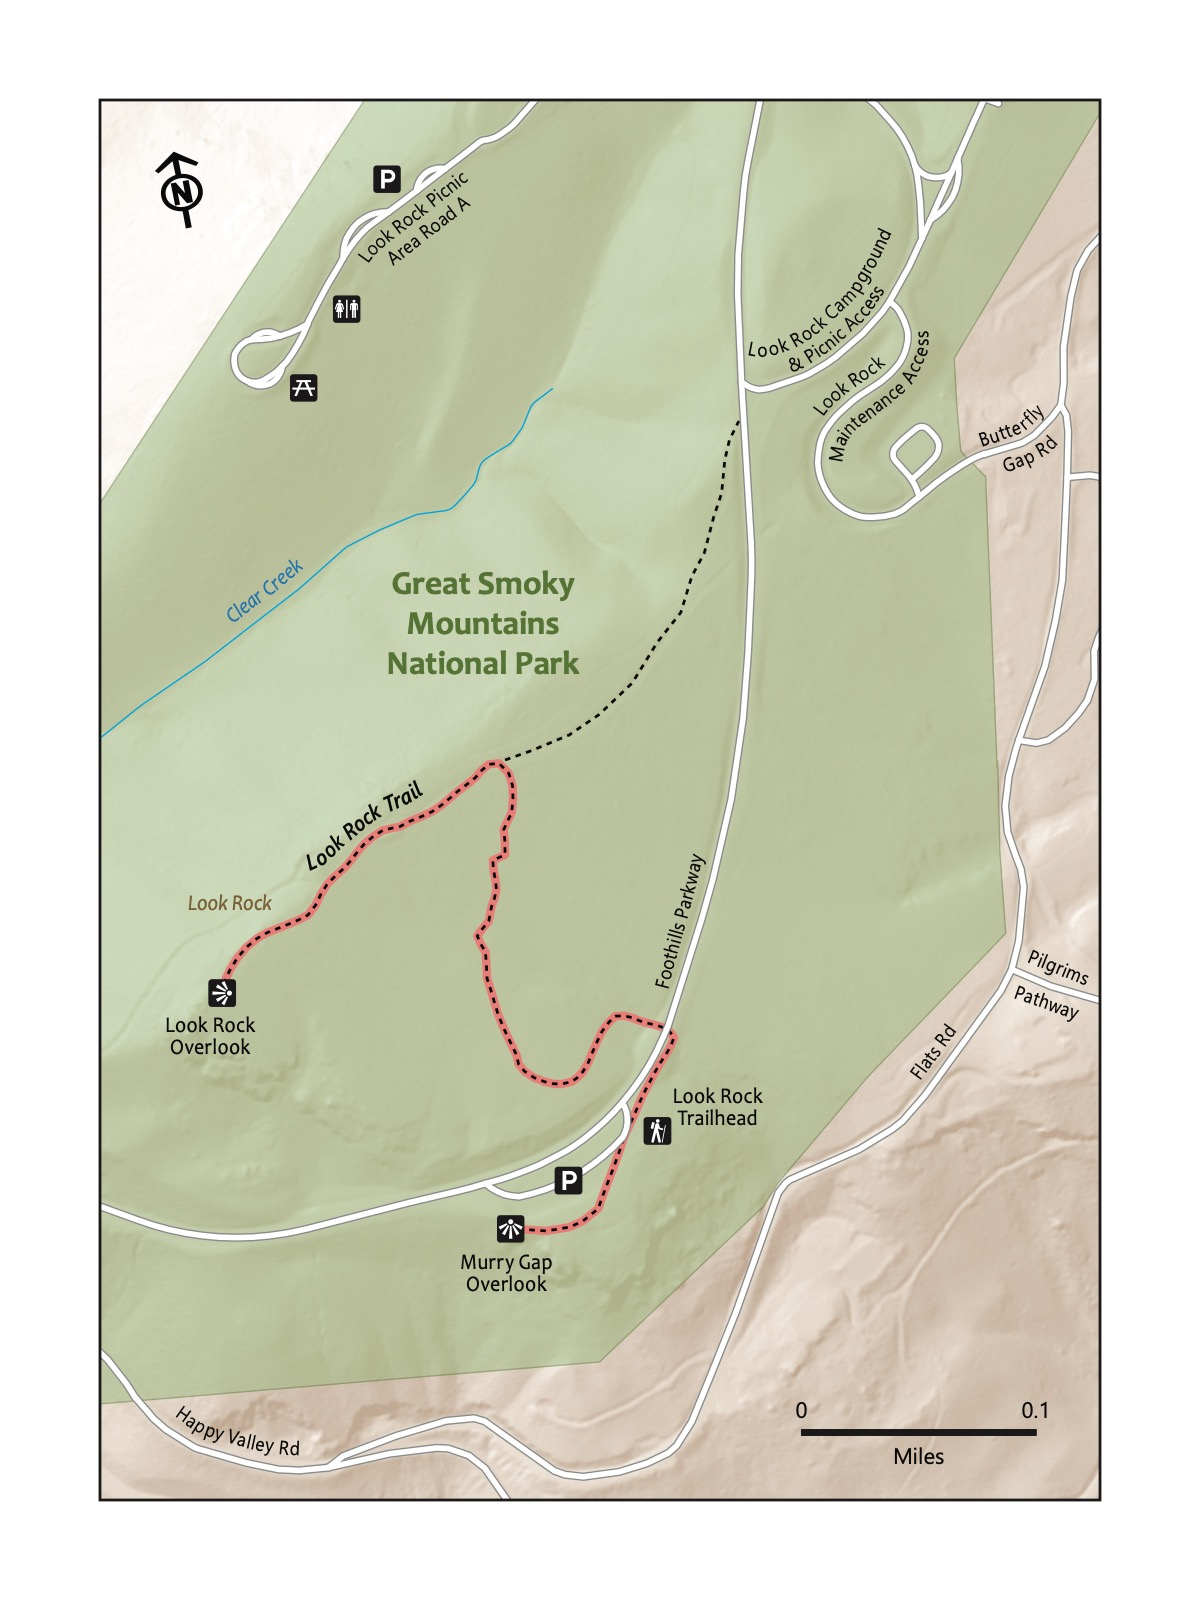 N
P
Look Rock Picnic
Area Road A
Look Rock Campground
& Picnic Access
Look Rock
Maintenance Access
Butterfly
Gap Rd
Clear Creek
Great Smoky
Mountains
National Park
Look Rock Trail
Look Rock
Look Rock
Overlook
Foothills Parkway
Pilgrims
Pathway
Flats Rd
Look Rock
Trailhead
P
Murry Gap
Overlook
Happy Valley Rd
0 0.1
Miles